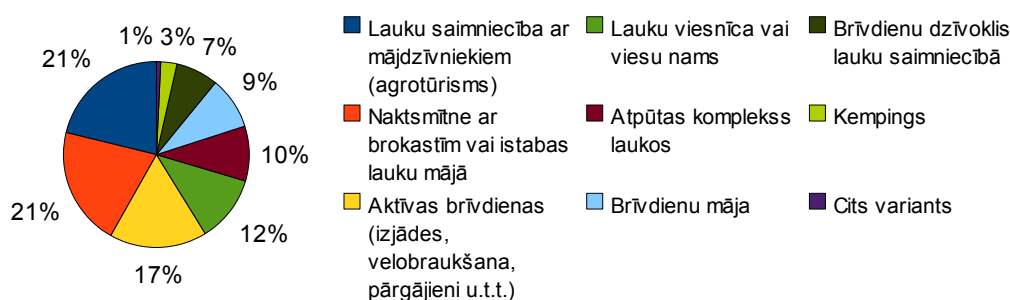 1%
3%
7%
9%
10%
12%
17%
21%
21%
Lauku saimniecība ar
mājdzīvniekiem
(agrotūrisms)
Lauku viesnīca vai
viesu nams
Brīvdienu dzīvoklis
lauku saimniecībā
Naktsmītne ar
brokastīm vai istabas
lauku mājā
Atpūtas komplekss
laukos
Kempings
Aktīvas brīvdienas
(izjādes,
velobraukšana,
pārgājieni u.t.t.)
Brīvdienu māja
Cits variants